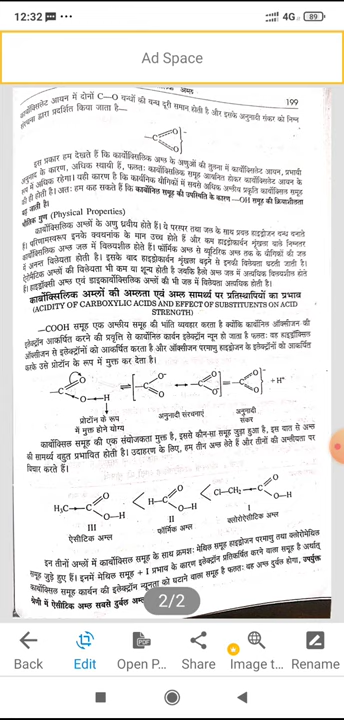 12:32 PM
4G
89
Ad Space
199
कार्बोक्सिलेट आयन में दोनों C—O बन्धों की बन्ध दूरी समान होती है और इसके अनुनादी शंकर को निम्न
संरचना द्वारा प्रदर्शित किया जाता है—
—C O O
इस प्रकार हम देखते हैं कि कार्बोक्सिलिक अम्ल के अणुओं की तुलना में कार्बोक्सिलेट आयन, प्रभावी
अनुनाद के कारण, अधिक स्थायी हैं, फलतः कार्बोक्सिलिक समूह आयनित होकर कार्बोक्सिलेट आयन के
रूप में अधिक रहेगा। यही कारण है कि कार्बनिक यौगिकों में सबसे अधिक अम्लीय प्रकृति कार्बोक्सिल समूह
की ही होती है। अतः हम कह सकते हैं कि कार्बोनिल समूह की उपस्थिति के कारण —OH समूह की क्रियाशीलता
बढ़ जाती है।
भौतिक गुण (Physical Properties)
कार्बोक्सिलिक अम्लों के अणु ध्रुवीय होते हैं। ये परस्पर तथा जल के साथ प्रबल हाइड्रोजन बन्ध बनाते
हैं। परिणामस्वरूप इनके क्वथनांक के मान उच्च होते हैं और कम हाइड्रोकार्बन शृंखला वाले निम्नतर
कार्बोक्सिलिक अम्ल जल में विलयशील होते हैं। फॉर्मिक अम्ल से ब्यूटिरिक अम्ल तक के यौगिकों की जल
में अनन्त विलेयता होती है। इसके बाद हाइड्रोकार्बन शृंखला बढ़ने से इनकी विलेयता घटती जाती है।
ऐरोमैटिक अम्लों की विलेयता भी कम या शून्य होती है जबकि
हैं। हाइड्रॉक्सी अम्ल एवं डाइकार्बोक्सिलिक अम्लों की भी जल में विलेयता अत्यधिक होती है।
कार्बोक्सिलिक अम्लों की अम्लता एवं अम्ल सामर्थ्य पर प्रतिस्थापियों का प्रभाव
(ACIDITY OF CARBOXYLIC ACIDS AND EFFECT OF SUBSTITUENTS ON ACID
STRENGTH)
—COOH समूह एक अम्लीय समूह की भांति व्यवहार करता है क्योंकि कार्बोनिल ऑक्सीजन की
इलेक्ट्रॉन आकर्षित करने की प्रवृत्ति से कार्बोनिल कार्बन इलेक्ट्रॉन न्यून हो जाता है फलतः वह हाइड्रॉक्सिल
ऑक्सीजन से इलेक्ट्रॉनों को आकर्षित करता है और ऑक्सीजन परमाणु हाइड्रोजन के इलेक्ट्रॉनों को आकर्षित
करके उसे प्रोटॉन के रूप में मुक्त कर देता है।
—C O O—H ⇌ [—C O O⁻ ↔ —C O⁻ O] ≡ —C O O + H⁺
प्रोटॉन के रूप में मुक्त होने योग्य
अनुनादी संरचनाएं
अनुनादी संकर
कार्बोक्सिल समूह की एक संयोजकता मुक्त है, इससे कौन-सा समूह जुड़ा हुआ है, इस बात से अम्ल
की सामर्थ्य बहुत प्रभावित होती है। उदाहरण के लिए, हम तीन अम्ल लेते हैं और तीनों की अम्लीयता पर
विचार करते हैं।
H₃C—C O O—H < H—C O O—H < Cl—CH₂—C O O—H
III II I
ऐसीटिक अम्ल फॉर्मिक अम्ल क्लोरोऐसीटिक अम्ल
इन तीनों अम्लों में कार्बोक्सिल समूह के साथ क्रमशः मेथिल समूह हाइड्रोजन परमाणु तथा क्लोरोमेथिल
समूह जुड़े हुए हैं। इनमें मेथिल समूह + I प्रभाव के कारण इलेक्ट्रॉन प्रतिकर्षित करने वाला समूह है अर्थात्
कार्बोक्सिल समूह कार्बन की इलेक्ट्रॉन न्यूनता को घटाने वाला समूह है फलतः यह अम्ल दुर्बल होगा, उपर्युक्त
श्रेणी में ऐसीटिक अम्ल सबसे दुर्बल अम्ल
2/2
Back
Edit
Open P...
Share
Image t...
Rename